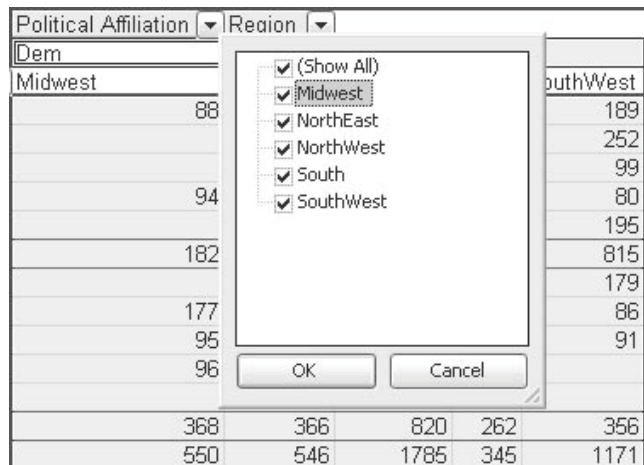 Political Affiliation Region
Dem
Midwest
(Show All)
Midwest
NorthEast
NorthWest
South
SouthWest
OK Cancel
outhWest
88 189
252
99
94 80
195
182 815
179
177 86
95 91
96
368 366 820 262 356
550 546 1785 345 1171